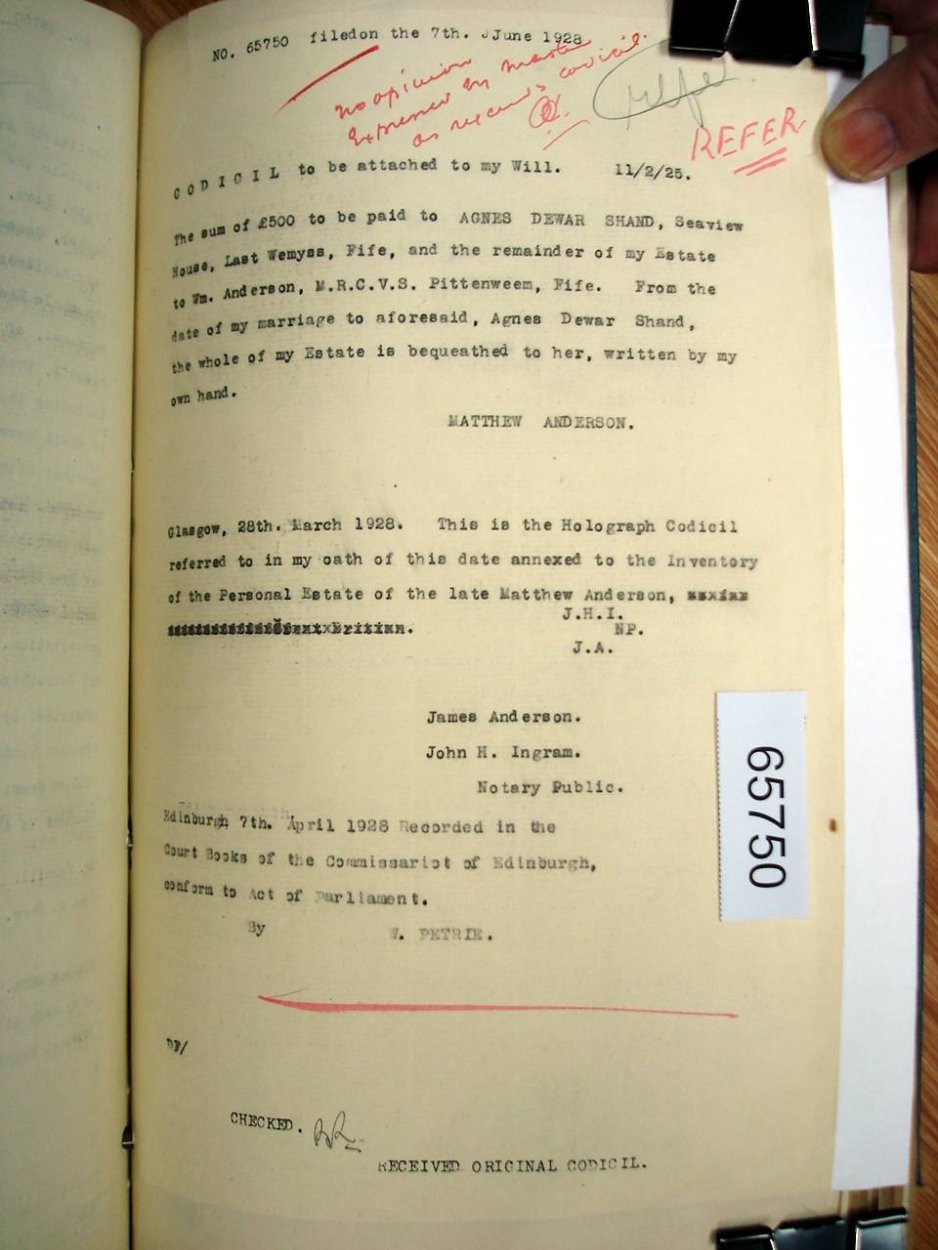 NO. 65750 filedon the 7th. June 1928
no opinion
expressed by master
as regards codicil.
REFER
CODICIL to be attached to my Will. 11/2/25.
The sum of £500 to be paid to AGNES DEWAR SHAND, Seaview
House, Last Wemyss, Fife, and the remainder of my Estate
to Wm. Anderson, M.R.C.V.S. Pittenweem, Fife. From the
date of my marriage to aforesaid, Agnes Dewar Shand,
the whole of my Estate is bequeathed to her, written by my
own hand.
MATTHEW ANDERSON.
Glasgow, 28th. March 1928. This is the Holograph Codicil
referred to in my oath of this date annexed to the Inventory
of the Personal Estate of the late Matthew Anderson,
J.H.I.
NP.
J.A.
James Anderson.
John H. Ingram.
Notary Public.
65750
Edinburgh 7th. April 1928 Recorded in the
Court Books of the Commissariot of Edinburgh,
conform to Act of Parliament.
By W. PETRIE.
DP/
CHECKED.
RECEIVED ORIGINAL CODICIL.